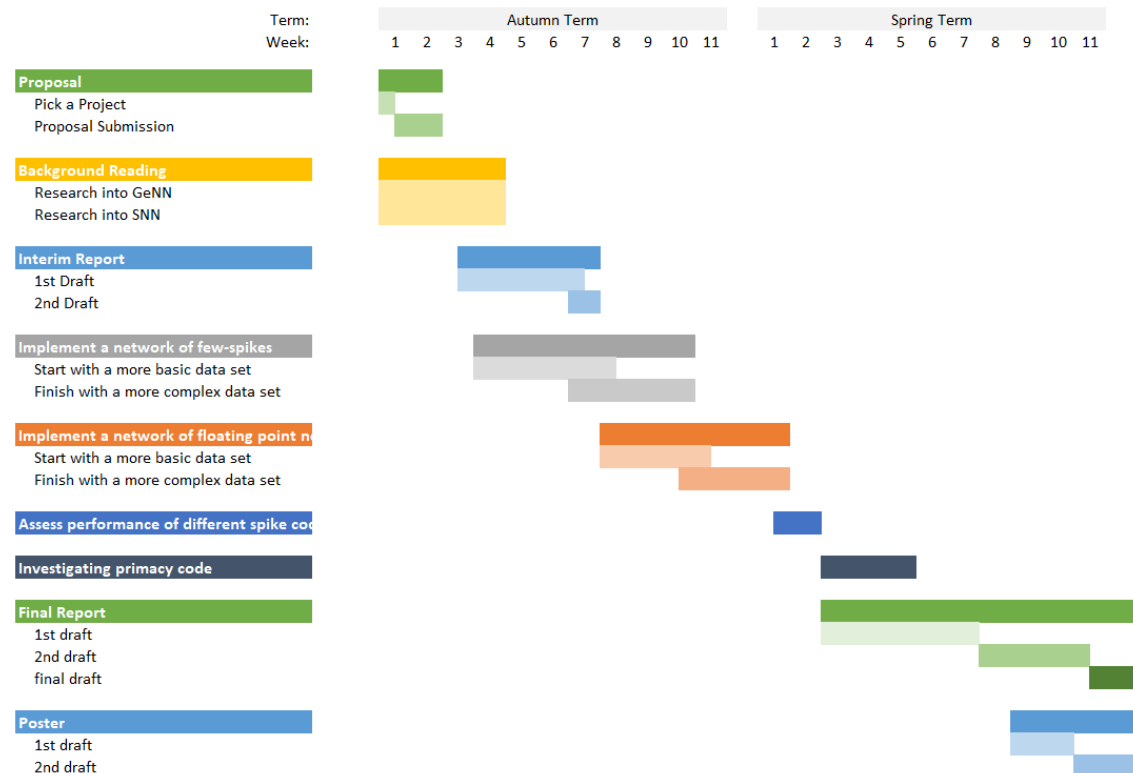 Term: Autumn Term Spring Term
Week: 1 2 3 4 5 6 7 8 9 10 11 1 2 3 4 5 6 7 8 9 10 11
Proposal
Pick a Project
Proposal Submission
Background Reading
Research into GeNN
Research into SNN
Interim Report
1st Draft
2nd Draft
Implement a network of few-spikes
Start with a more basic data set
Finish with a more complex data set
Implement a network of floating point
Start with a more basic data set
Finish with a more complex data set
Assess performance of different spike
Investigating primacy code
Final Report
1st draft
2nd draft
final draft
Poster
1st draft
2nd draft